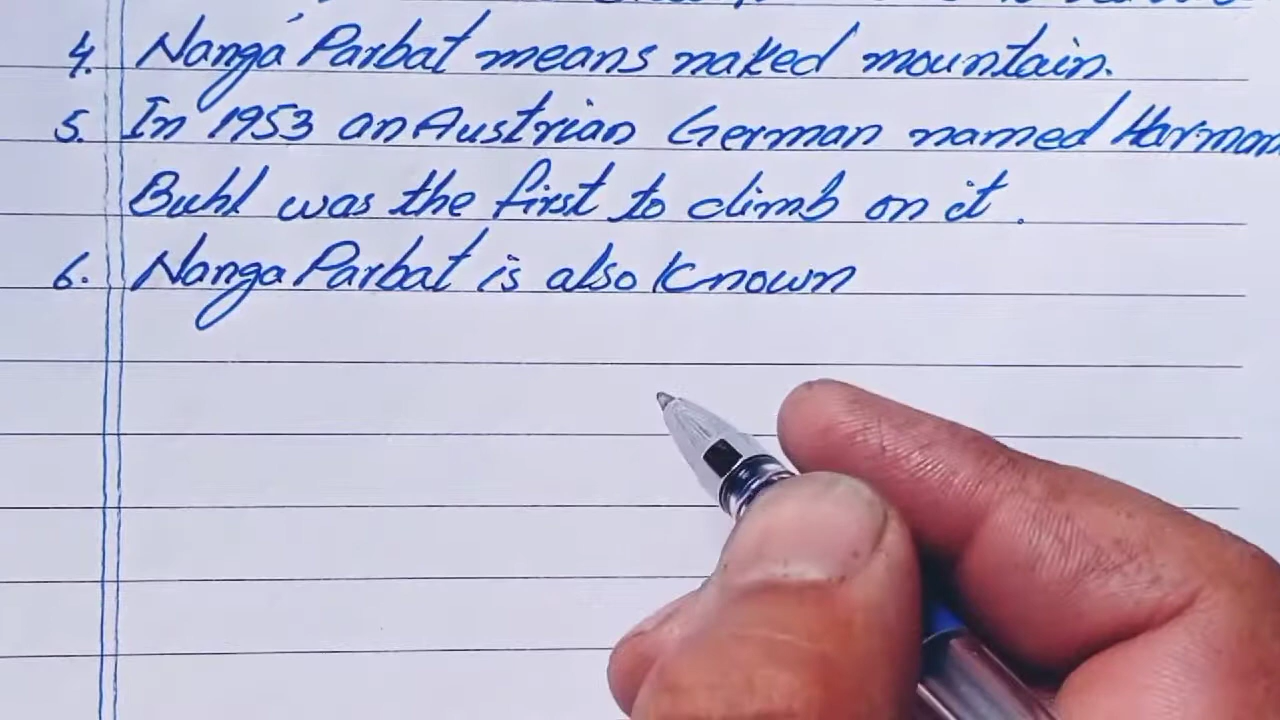 4. Nanga Parbat means naked mountain.
5. In 1953 an Austrian German named Harman
Buhl was the first to climb on it.
6. Nanga Parbat is also Known